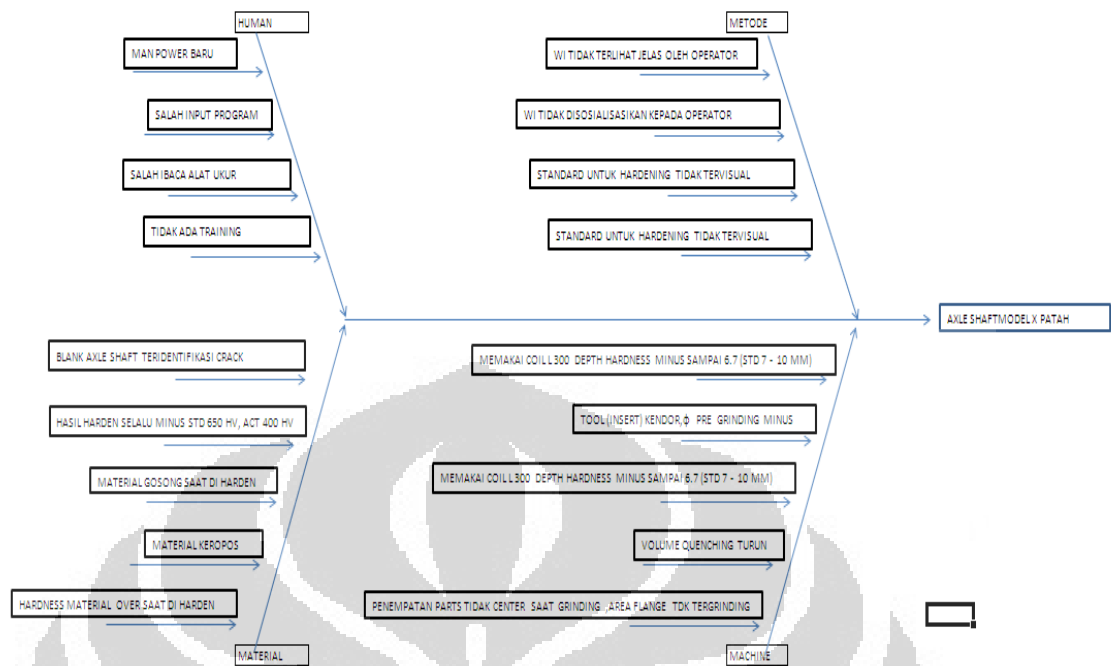 HUMAN
METODE
MAN POWER BARU
WI TIDAK TERLIHAT JELAS OLEH OPERATOR
SALAH INPUT PROGRAM
WI TIDAK DISOSIALISASIKAN KEPADA OPERATOR
SALAH IBACA ALAT UKUR
STANDARD UNTUK HARDENING TIDAK TERVISUAL
TIDAK ADA TRAINING
STANDARD UNTUK HARDENING TIDAK TERVISUAL
AXLE SHAFTMODEL X PATAH
BLANK AXLE SHAFT TERIDENTIFIKASI CRACK
MEMAKAI COIL L300 DEPTH HARDNESS MINUS SAMPAI 6.7 (STD 7 - 10 MM)
HASIL HARDEN SELALU MINUS STD 650 HV, ACT 400 HV
TOOL (INSERT) KENDOR,ф PRE GRINDING MINUS
MATERIAL GOSONG SAAT DI HARDEN
MEMAKAI COIL L300 DEPTH HARDNESS MINUS SAMPAI 6.7 (STD 7 - 10 MM)
MATERIAL KEROPOS
VOLUME QUENCHING TURUN
HARDNESS MATERIAL OVER SAAT DI HARDEN
PENEMPATAN PARTS TIDAK CENTER SAAT GRINDING , AREA FLANGE TDK TERGRINDING
MATERIAL
MACHINE